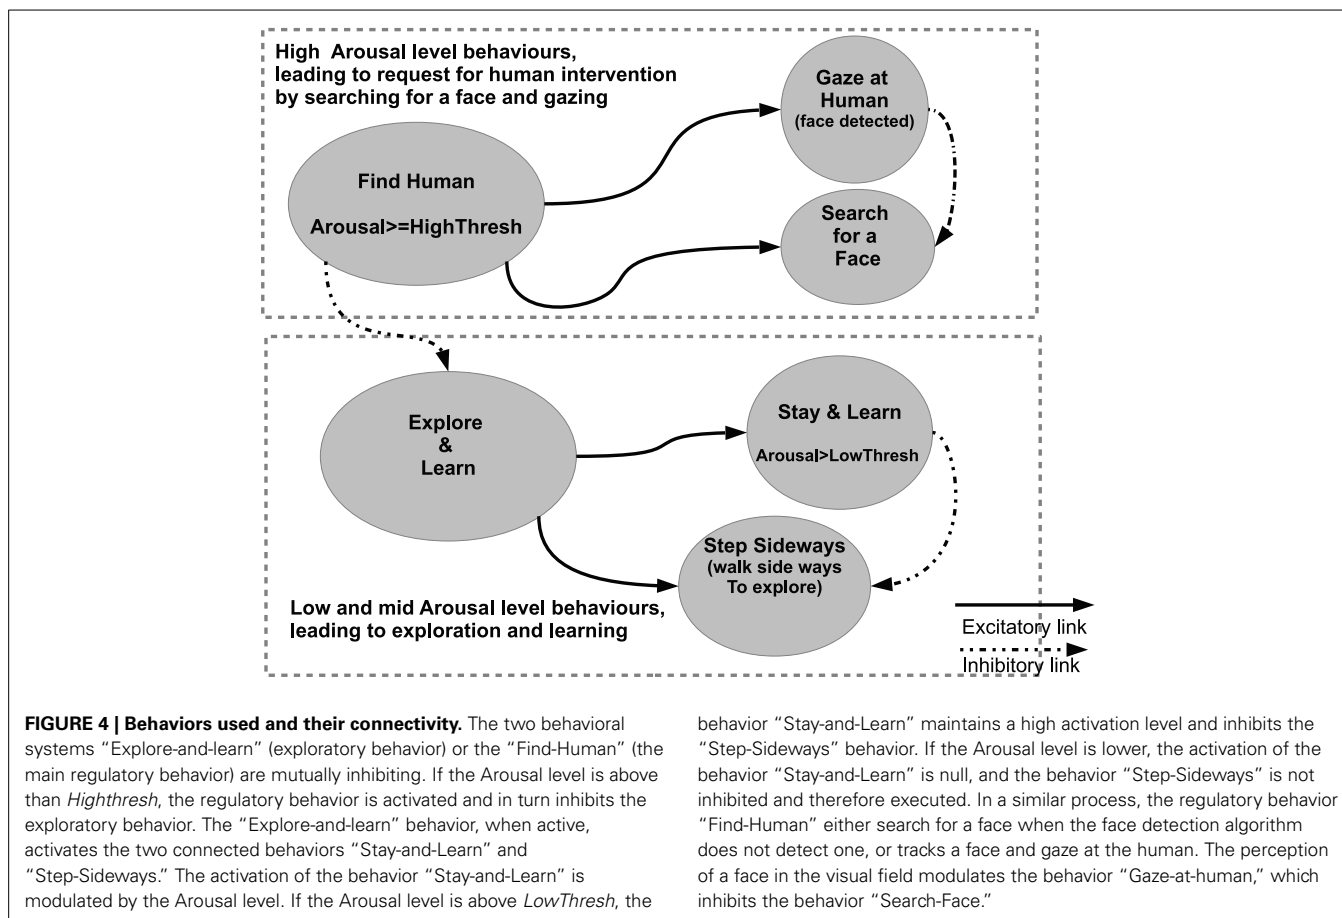 High Arousal level behaviours,
leading to request for human intervention
by searching for a face and gazing
Gaze at
Human
(face detected)
Find Human
Arousal>=HighThresh
Search
for a
Face
Explore
&
Learn
Stay & Learn
Arousal>LowThresh
Step Sideways
(walk side ways
To explore)
Low and mid Arousal level behaviours,
leading to exploration and learning
Excitatory link
Inhibitory link
FIGURE 4 | Behaviors used and their connectivity. The two behavioral
systems “Explore-and-learn” (exploratory behavior) or the “Find-Human” (the
main regulatory behavior) are mutually inhibiting. If the Arousal level is above
than Highthresh, the regulatory behavior is activated and in turn inhibits the
exploratory behavior. The “Explore-and-learn” behavior, when active,
activates the two connected behaviors “Stay-and-Learn” and
“Step-Sideways.” The activation of the behavior “Stay-and-Learn” is
modulated by the Arousal level. If the Arousal level is above LowThresh, the
behavior “Stay-and-Learn” maintains a high activation level and inhibits the
“Step-Sideways” behavior. If the Arousal level is lower, the activation of the
behavior “Stay-and-Learn” is null, and the behavior “Step-Sideways” is not
inhibited and therefore executed. In a similar process, the regulatory behavior
“Find-Human” either search for a face when the face detection algorithm
does not detect one, or tracks a face and gaze at the human. The perception
of a face in the visual field modulates the behavior “Gaze-at-human,” which
inhibits the behavior “Search-Face.”